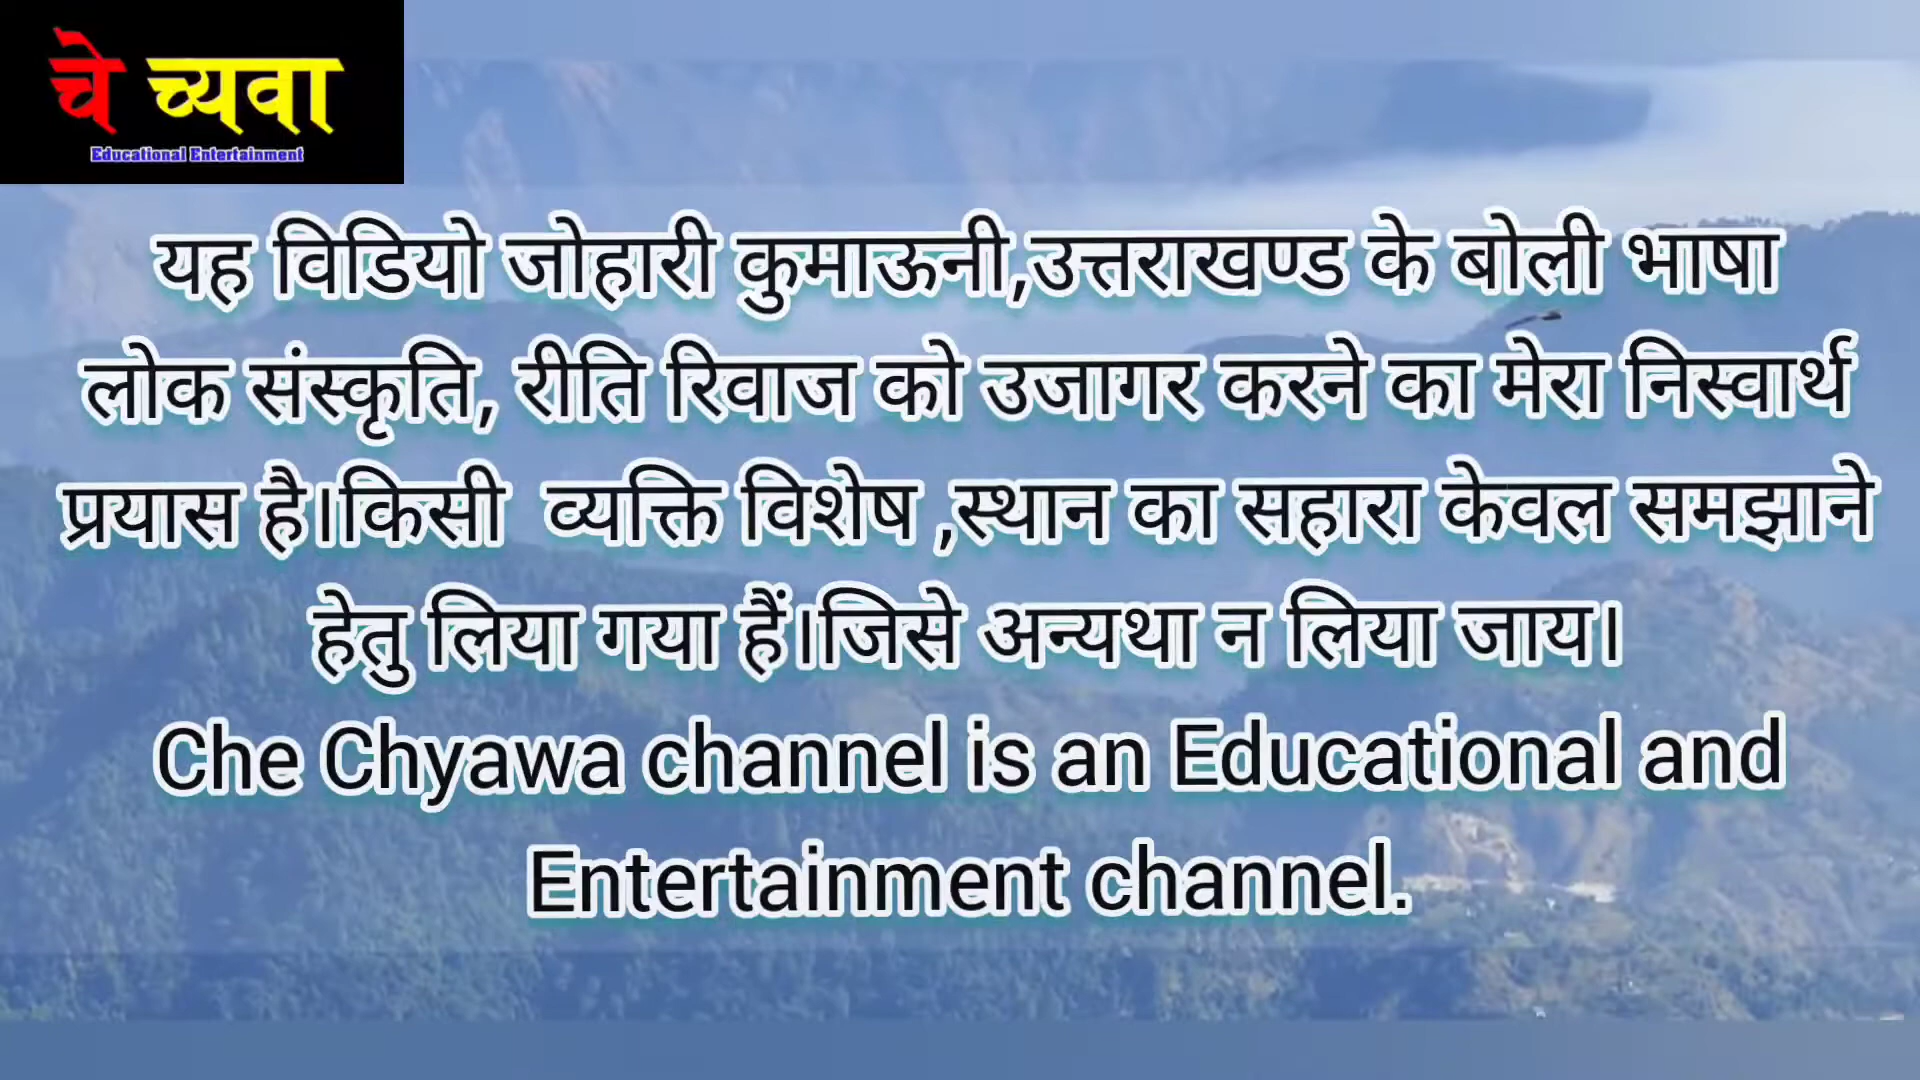 चे च्यवा
Educational Entertainment
यह विडियो जोहारी कुमाऊनी,उत्तराखण्ड के बोली भाषा
लोक संस्कृति, रीति रिवाज को उजागर करने का मेरा निस्वार्थ
प्रयास है।किसी  व्यक्ति विशेष ,स्थान का सहारा केवल समझाने
हेतु लिया गया हैं।जिसे अन्यथा न लिया जाय।
Che Chyawa channel is an Educational and
Entertainment channel.